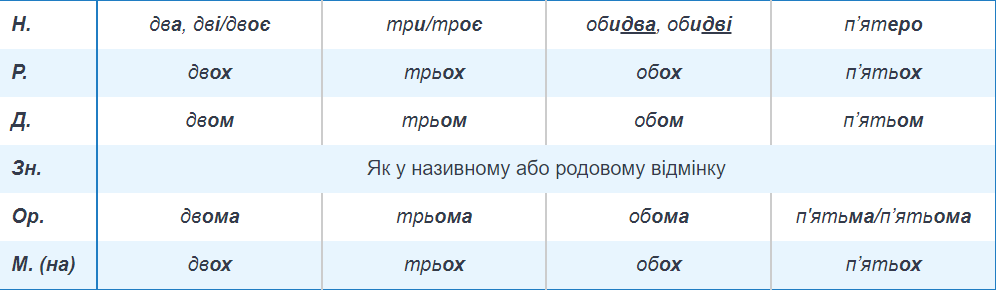 Н. два, дві/двоє три/троє обидва, обидві п’ятеро
Р. двох трьох обох п’ятьох
Д. двом трьом обом п’ятьом
Зн. Як у називному або родовому відмінку
Ор. двома трьома обома п'ятьма/п’ятьома
М. (на) двох трьох обох п’ятьох